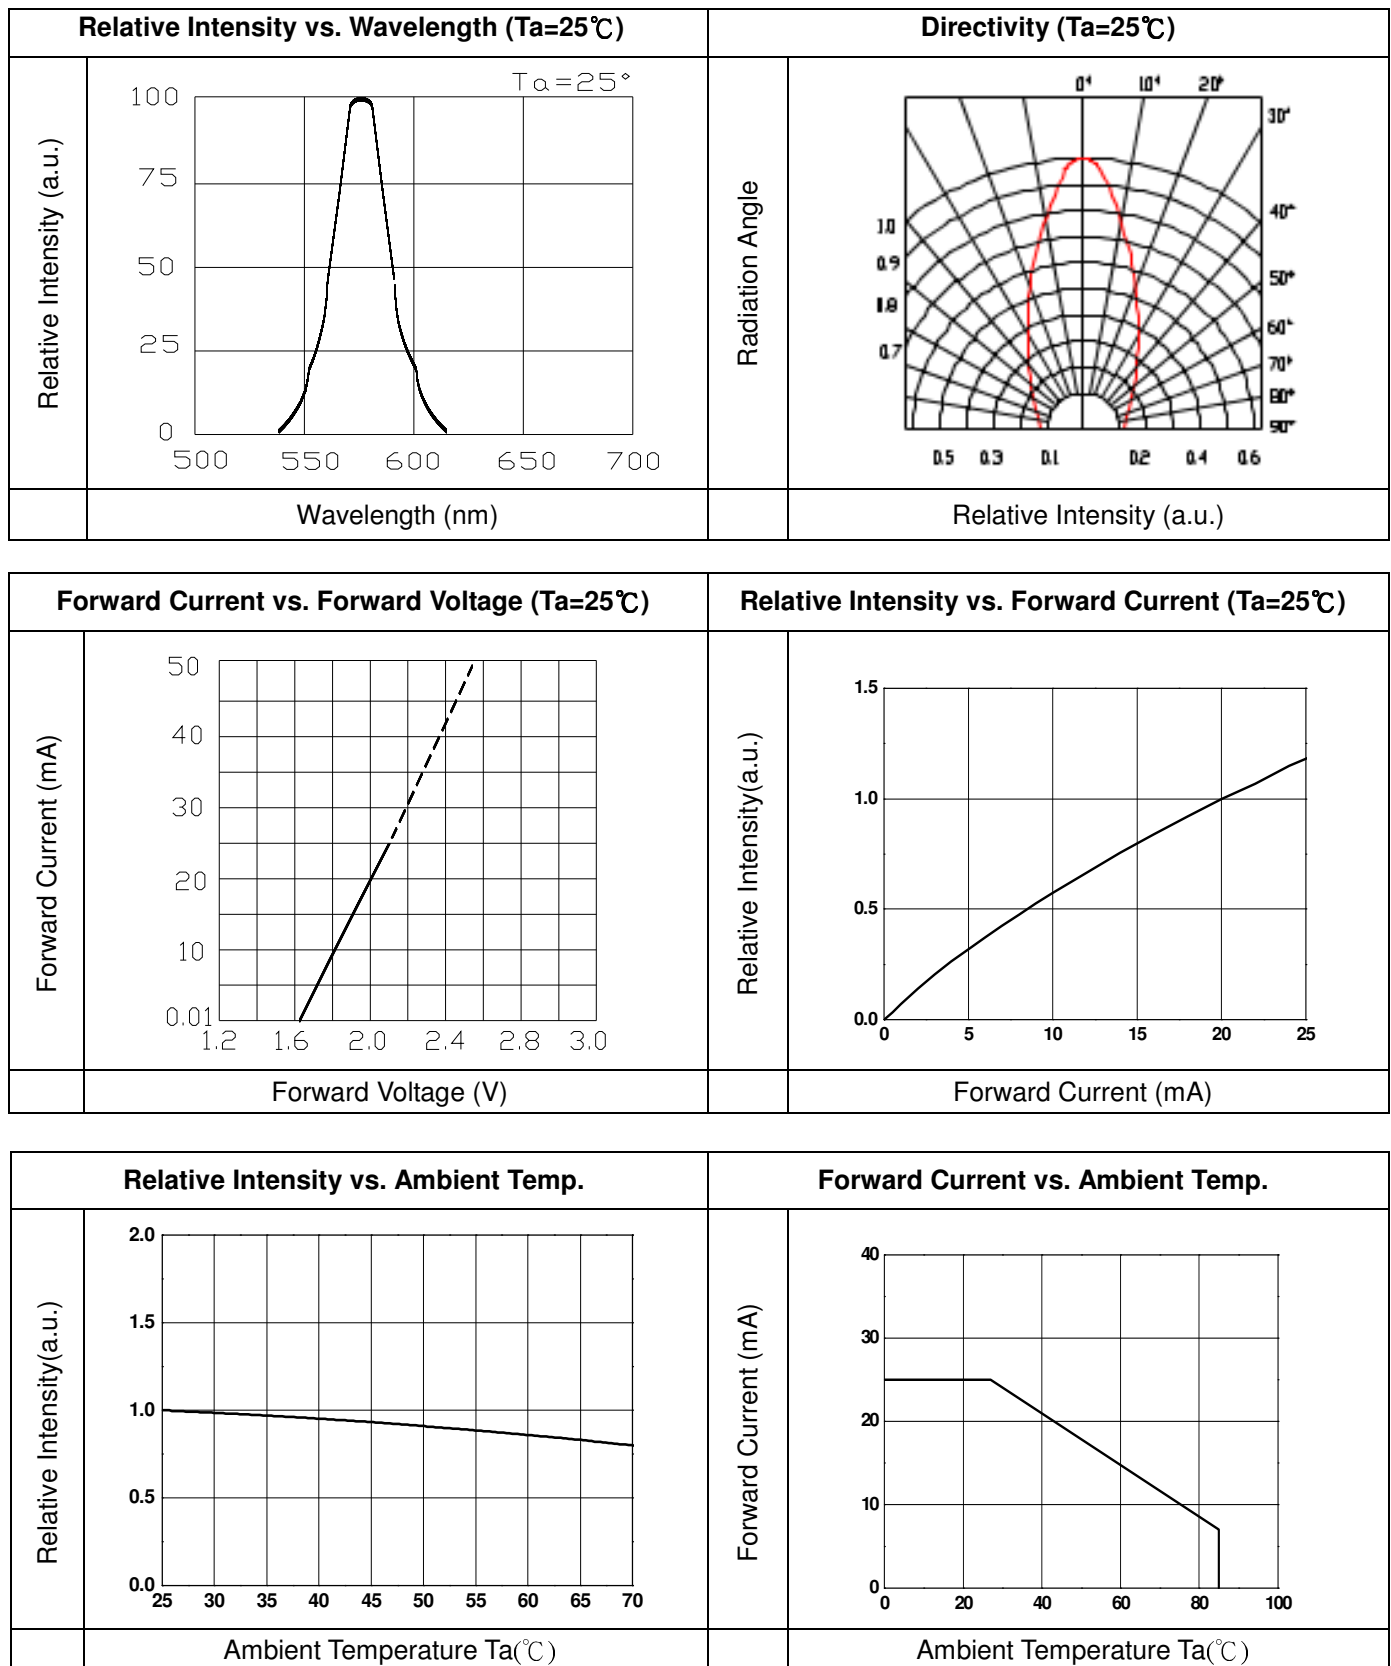 Relative Intensity vs. Wavelength (Ta=25℃)
Directivity (Ta=25℃)
Relative Intensity (a.u.)
Ta=25°
100
75
50
25
0
500 550 600 650 700
Wavelength (nm)
Radiation Angle
0° 10° 20°
30°
40°
50°
60°
70°
80°
90°
1.0
0.9
0.8
0.7
0.5 0.3 0.1 0.2 0.4 0.6
Relative Intensity (a.u.)
Forward Current vs. Forward Voltage (Ta=25℃)
Relative Intensity vs. Forward Current (Ta=25℃)
Forward Current (mA)
50
40
30
20
10
0.01
1.2 1.6 2.0 2.4 2.8 3.0
Forward Voltage (V)
Relative Intensity(a.u.)
1.5
1.0
0.5
0.0
0 5 10 15 20 25
Forward Current (mA)
Relative Intensity vs. Ambient Temp.
Forward Current vs. Ambient Temp.
Relative Intensity(a.u.)
2.0
1.5
1.0
0.5
0.0
25 30 35 40 45 50 55 60 65 70
Ambient Temperature Ta(℃)
Forward Current (mA)
40
30
20
10
0
0 20 40 60 80 100
Ambient Temperature Ta(℃)